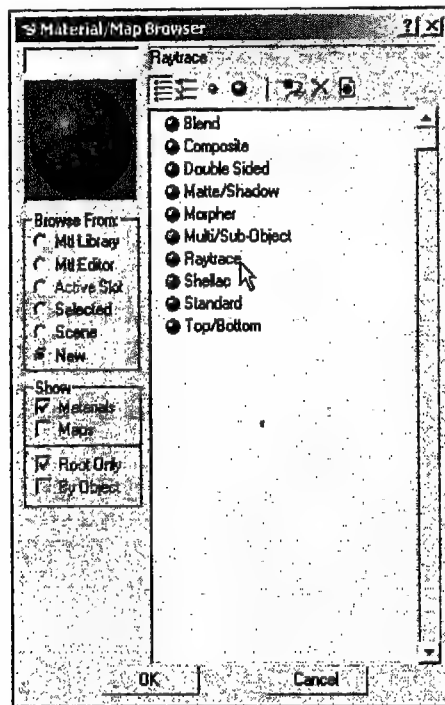 Material/Map Browser
Raytrace
Blend
Composite
Double Sided
Matte/Shadow
Morpher
Multi/Sub-Object
Raytrace
Shellac
Standard
Top/Bottom
Browse From:
Mtl Library
Mtl Editor
Active Slot
Selected
Scene
New
Show
Materials
Maps
Root Only
By Object
OK
Cancel